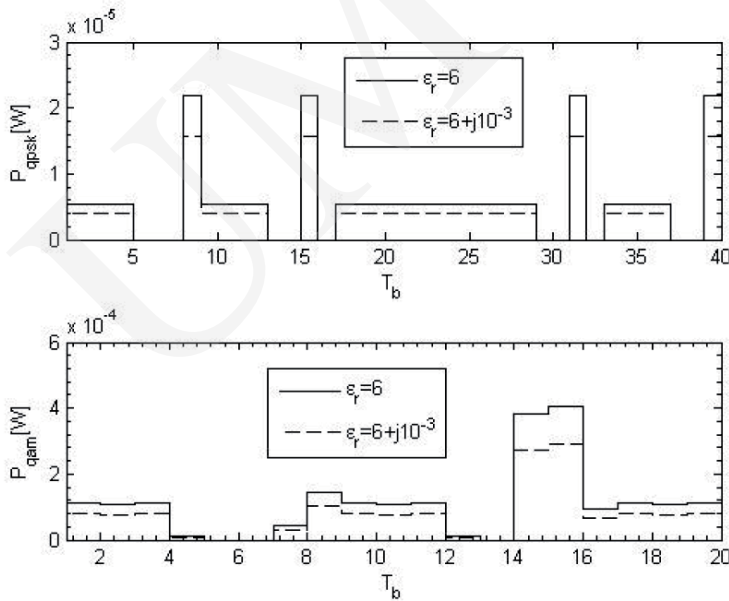 x 10⁻⁵
3
2
1
0
P_qpsk[W]
ε_r=6
ε_r=6+j10⁻³
5 10 15 20 25 30 35 40
T_b
x 10⁻⁴
6
4
2
0
P_qam[W]
ε_r=6
ε_r=6+j10⁻³
2 4 6 8 10 12 14 16 18 20
T_b
UM